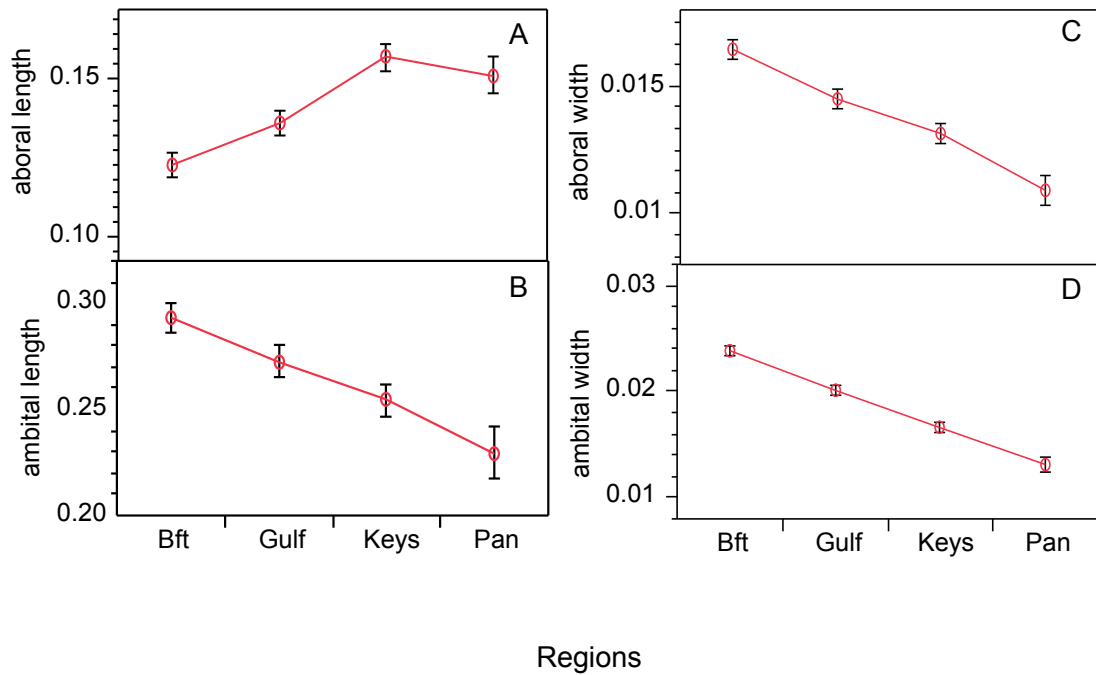 A
aboral length
0.15
0.10
B
ambital length
0.30
0.25
0.20
Bft Gulf Keys Pan
C
aboral width
0.015
0.01
D
ambital width
0.03
0.02
0.01
Bft Gulf Keys Pan
Regions